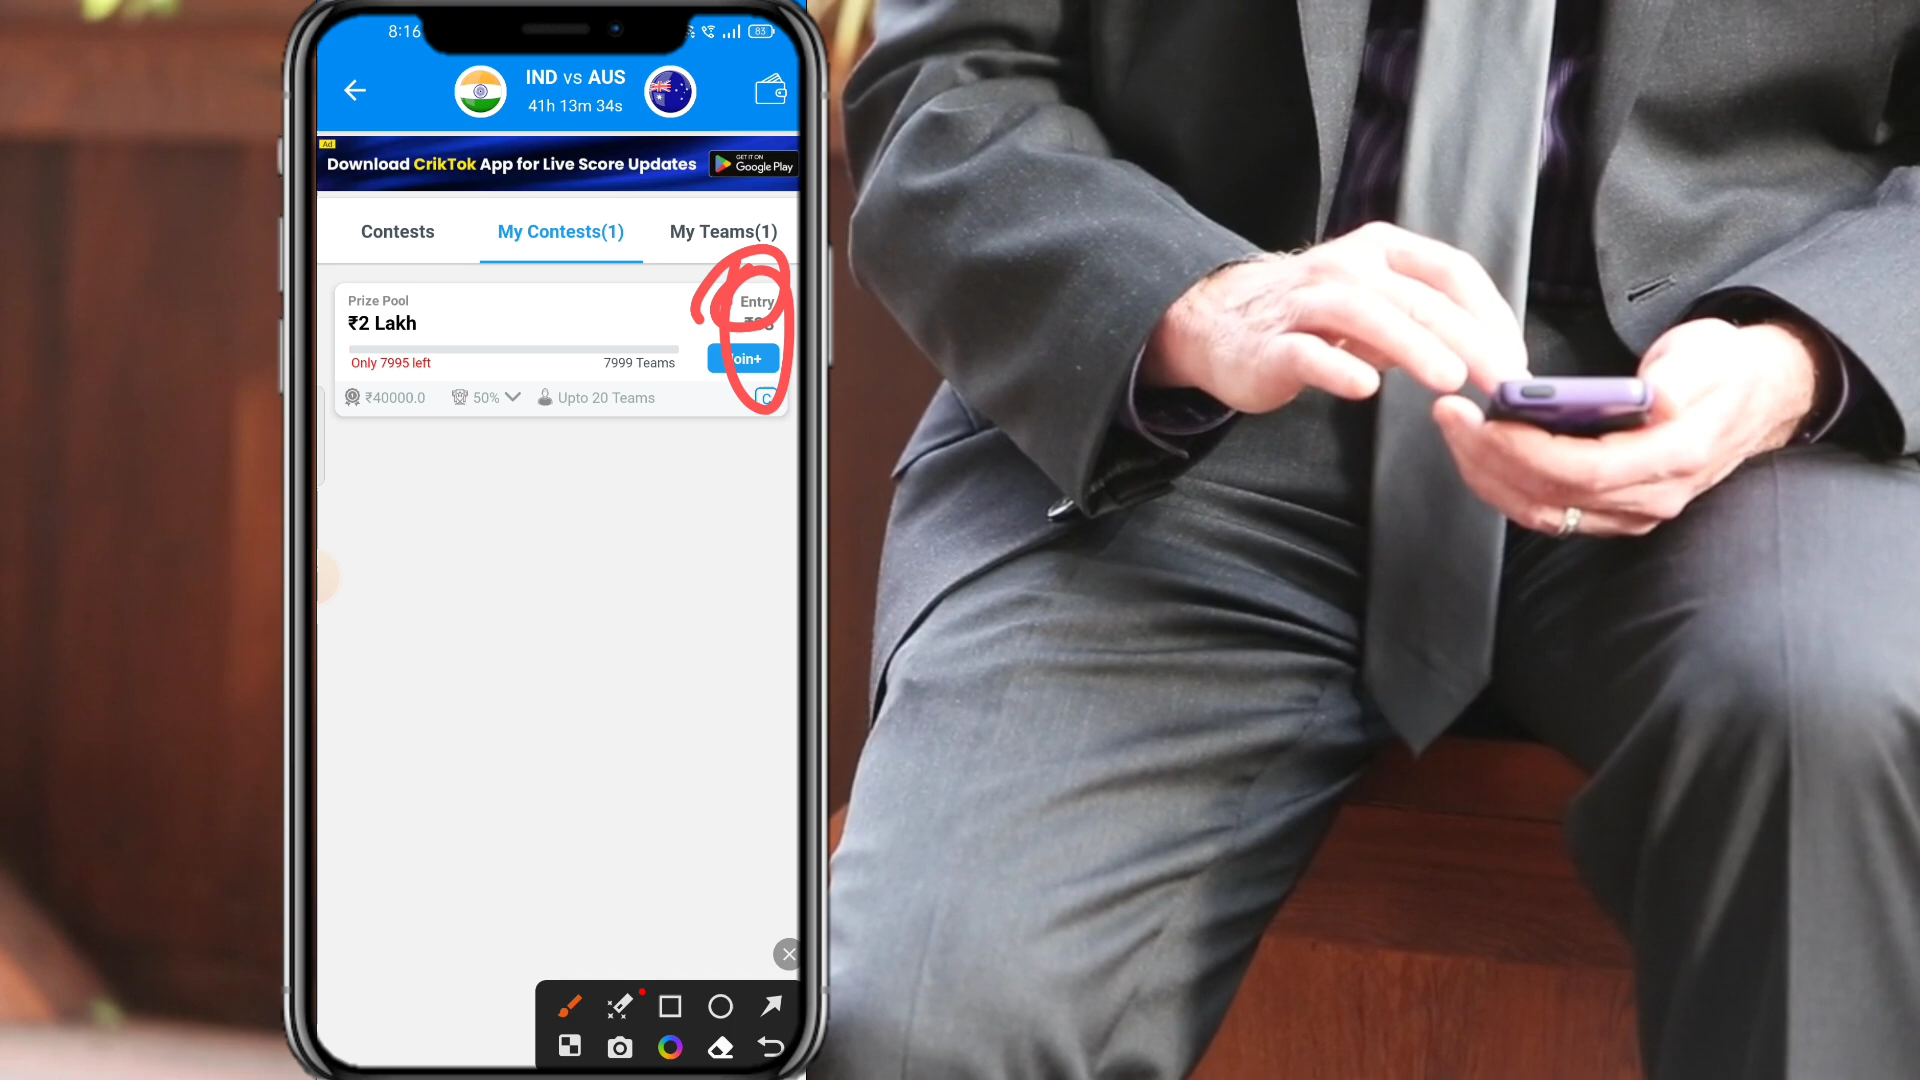 8:16
83
IND vs AUS
41h 13m 34s
Ad
Download CrikTok App for Live Score Updates
GET IT ON
Google Play
Contests
My Contests(1)
My Teams(1)
Prize Pool
Entry
₹2 Lakh
Only 7995 left
7999 Teams
Join+
₹40000.0
50%
Upto 20 Teams
C